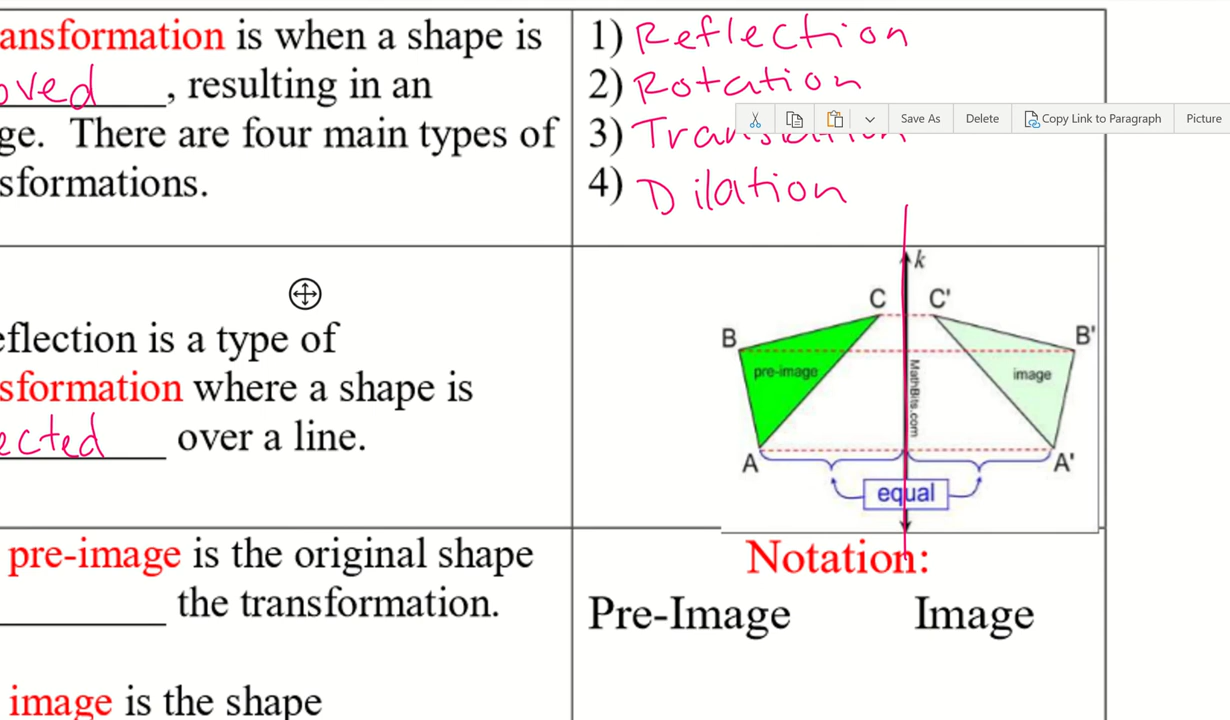 ansformation is when a shape is
oved, resulting in an
ge. There are four main types of
sformations.
1) Reflection
2) Rotation
3) Translation
4) Dilation
Save As Delete Copy Link to Paragraph Picture
eflection is a type of
sformation where a shape is
ected over a line.
k
C C'
B B'
pre-image image
MathBits.com
A A'
equal
pre-image is the original shape
the transformation.
image is the shape
Notation:
Pre-Image Image